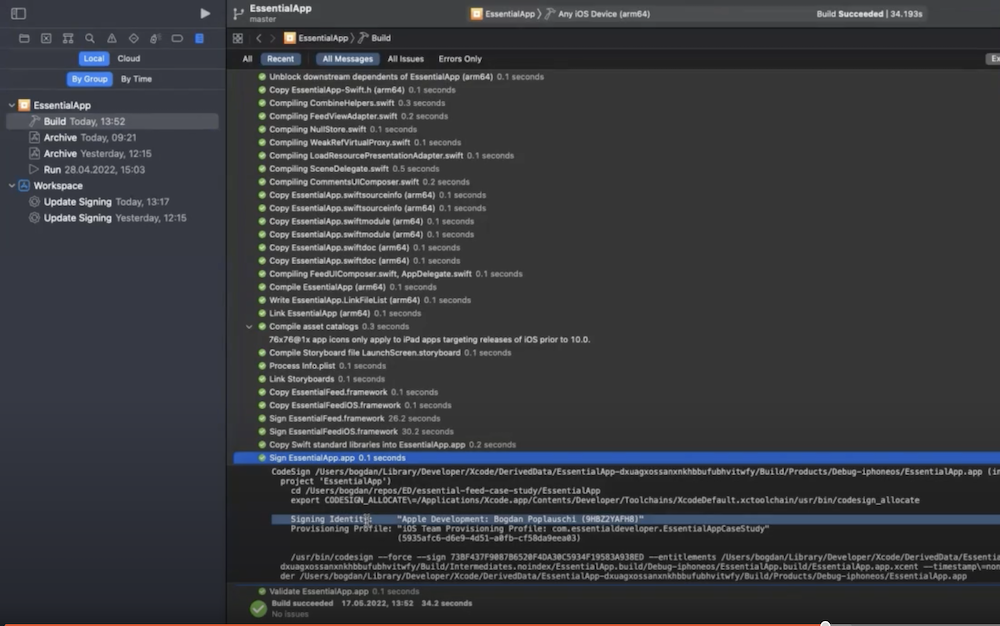 EssentialApp
master
EssentialApp 〉 Any iOS Device (arm64)
Build Succeeded | 34.193s
EssentialApp 〉 Build
Local Cloud
All Recent All Messages All Issues Errors Only
By Group By Time
EssentialApp
Build Today, 13:52
Archive Today, 09:21
Archive Yesterday, 12:15
Run 28.04.2022, 15:03
Workspace
Update Signing Today, 13:17
Update Signing Yesterday, 12:15
Unblock downstream dependents of EssentialApp (arm64) 0.1 seconds
Copy EssentialApp-Swift.h (arm64) 0.1 seconds
Compiling CombineHelpers.swift 0.3 seconds
Compiling FeedViewAdapter.swift 0.2 seconds
Compiling NullStore.swift 0.1 seconds
Compiling WeakRefVirtualProxy.swift 0.1 seconds
Compiling LoadResourcePresentationAdapter.swift 0.1 seconds
Compiling SceneDelegate.swift 0.5 seconds
Compiling CommentsUIComposer.swift 0.2 seconds
Copy EssentialApp.swiftsourceinfo (arm64) 0.1 seconds
Copy EssentialApp.swiftsourceinfo (arm64) 0.1 seconds
Copy EssentialApp.swiftmodule (arm64) 0.1 seconds
Copy EssentialApp.swiftmodule (arm64) 0.1 seconds
Copy EssentialApp.swiftdoc (arm64) 0.1 seconds
Copy EssentialApp.swiftdoc (arm64) 0.1 seconds
Compiling FeedUIComposer.swift, AppDelegate.swift 0.1 seconds
Compile EssentialApp (arm64) 0.1 seconds
Write EssentialApp.LinkFileList (arm64) 0.1 seconds
Link EssentialApp (arm64) 0.1 seconds
Compile asset catalogs 0.3 seconds
76x76@1x app icons only apply to iPad apps targeting releases of iOS prior to 10.0.
Compile Storyboard file LaunchScreen.storyboard 0.1 seconds
Process Info.plist 0.1 seconds
Link Storyboards 0.1 seconds
Copy EssentialFeed.framework 0.1 seconds
Copy EssentialFeediOS.framework 0.1 seconds
Sign EssentialFeed.framework 26.2 seconds
Sign EssentialFeediOS.framework 30.2 seconds
Copy Swift standard libraries into EssentialApp.app 0.2 seconds
Sign EssentialApp.app 0.1 seconds
CodeSign /Users/bogdan/Library/Developer/Xcode/DerivedData/EssentialApp-dxuagxossanxnkhbbufubhvitwfy/Build/Products/Debug-iphoneos/EssentialApp.app (in
project 'EssentialApp')
cd /Users/bogdan/repos/ED/essential-feed-case-study/EssentialApp
export CODESIGN_ALLOCATE\=/Applications/Xcode.app/Contents/Developer/Toolchains/XcodeDefault.xctoolchain/usr/bin/codesign_allocate
Signing Identity: "Apple Development: Bogdan Poplauschi (9HBZ2YAFHB)"
Provisioning Profile: "iOS Team Provisioning Profile: com.essentialdeveloper.EssentialAppCaseStudy"
(5935afc6-d6e9-4d51-a0fb-cf58da9eea03)
/usr/bin/codesign --force --sign 73BF437F9087B6520F4DA30C5934F19583A938ED --entitlements /Users/bogdan/Library/Developer/Xcode/DerivedData/Essentia
dxuagxossanxnkhbbufubhvitwfy/Build/Intermediates.noindex/EssentialApp.build/Debug-iphoneos/EssentialApp.build/EssentialApp.app.xcent --timestamp\=non
der /Users/bogdan/Library/Developer/Xcode/DerivedData/EssentialApp-dxuagxossanxnkhbbufubhvitwfy/Build/Products/Debug-iphoneos/EssentialApp.app
Validate EssentialApp.app 0.1 seconds
Build succeeded 17.05.2022, 13:52 34.2 seconds
No issues